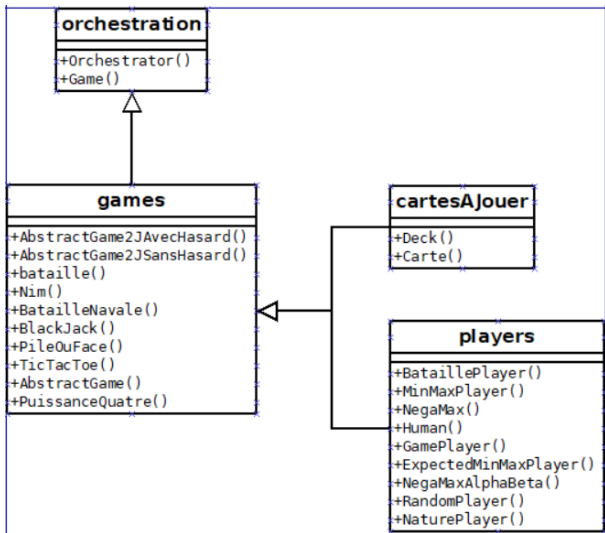 orchestration
+Orchestrator()
+Game()
games
+AbstractGame2JAvecHasard()
+AbstractGame2JSansHasard()
+bataille()
+Nim()
+BatailleNavale()
+BlackJack()
+PileOuFace()
+TicTacToe()
+AbstractGame()
+PuissanceQuatre()
cartesAJouer
+Deck()
+Carte()
players
+BataillePlayer()
+MinMaxPlayer()
+NegaMax()
+Human()
+GamePlayer()
+ExpectedMinMaxPlayer()
+NegaMaxAlphaBeta()
+RandomPlayer()
+NaturePlayer()